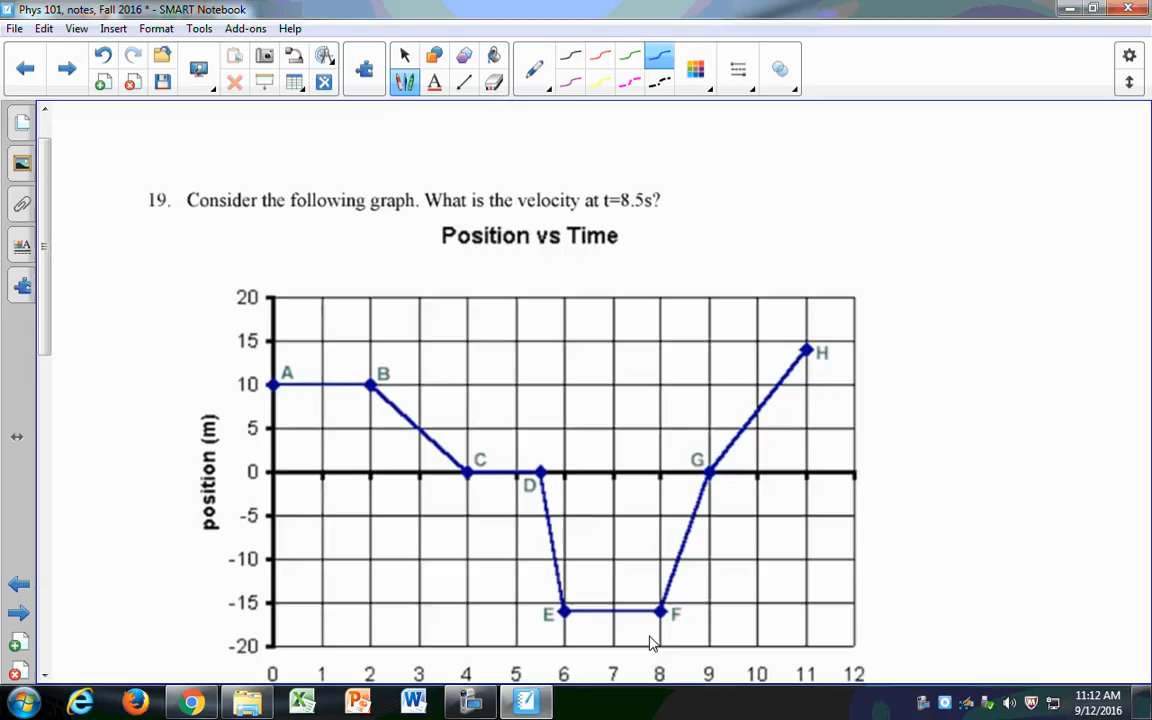 Phys 101, notes, Fall 2016 * - SMART Notebook
File Edit View Insert Format Tools Add-ons Help
19. Consider the following graph. What is the velocity at t=8.5s?
Position vs Time
20
15
10
5
0
-5
-10
-15
-20
position (m)
A
B
C
D
E
F
G
H
0 1 2 3 4 5 6 7 8 9 10 11 12
11:12 AM
9/12/2016